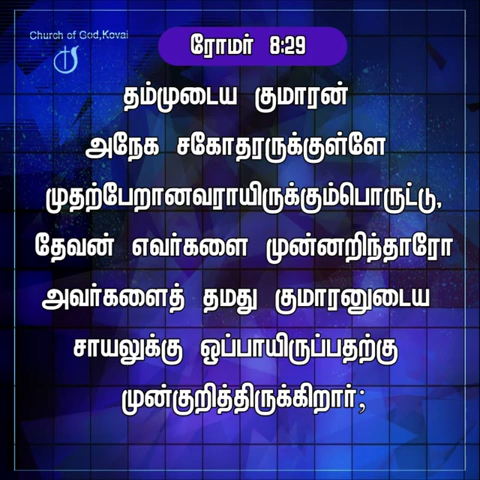 Church of God,Kovai
ரோமர் 8:29
தம்முடைய குமாரன்
அநேக சகோதரருக்குள்ளே
முதற்பேறானவராயிருக்கும்பொருட்டு,
தேவன் எவர்களை முன்னறிந்தாரோ
அவர்களைத் தமது குமாரனுடைய
சாயலுக்கு ஒப்பாயிருப்பதற்கு
முன்குறித்திருக்கிறார்;